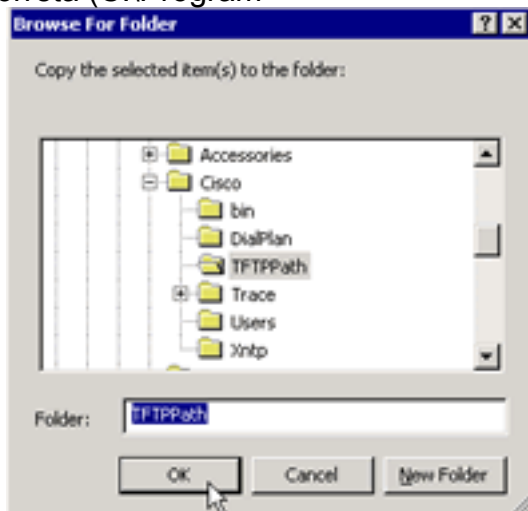 Browse For Folder
Copy the selected item(s) to the folder:
Accessories
Cisco
bin
DialPlan
TFTPPath
Trace
Users
Xntp
Folder: TFTPPath
OK Cancel New Folder